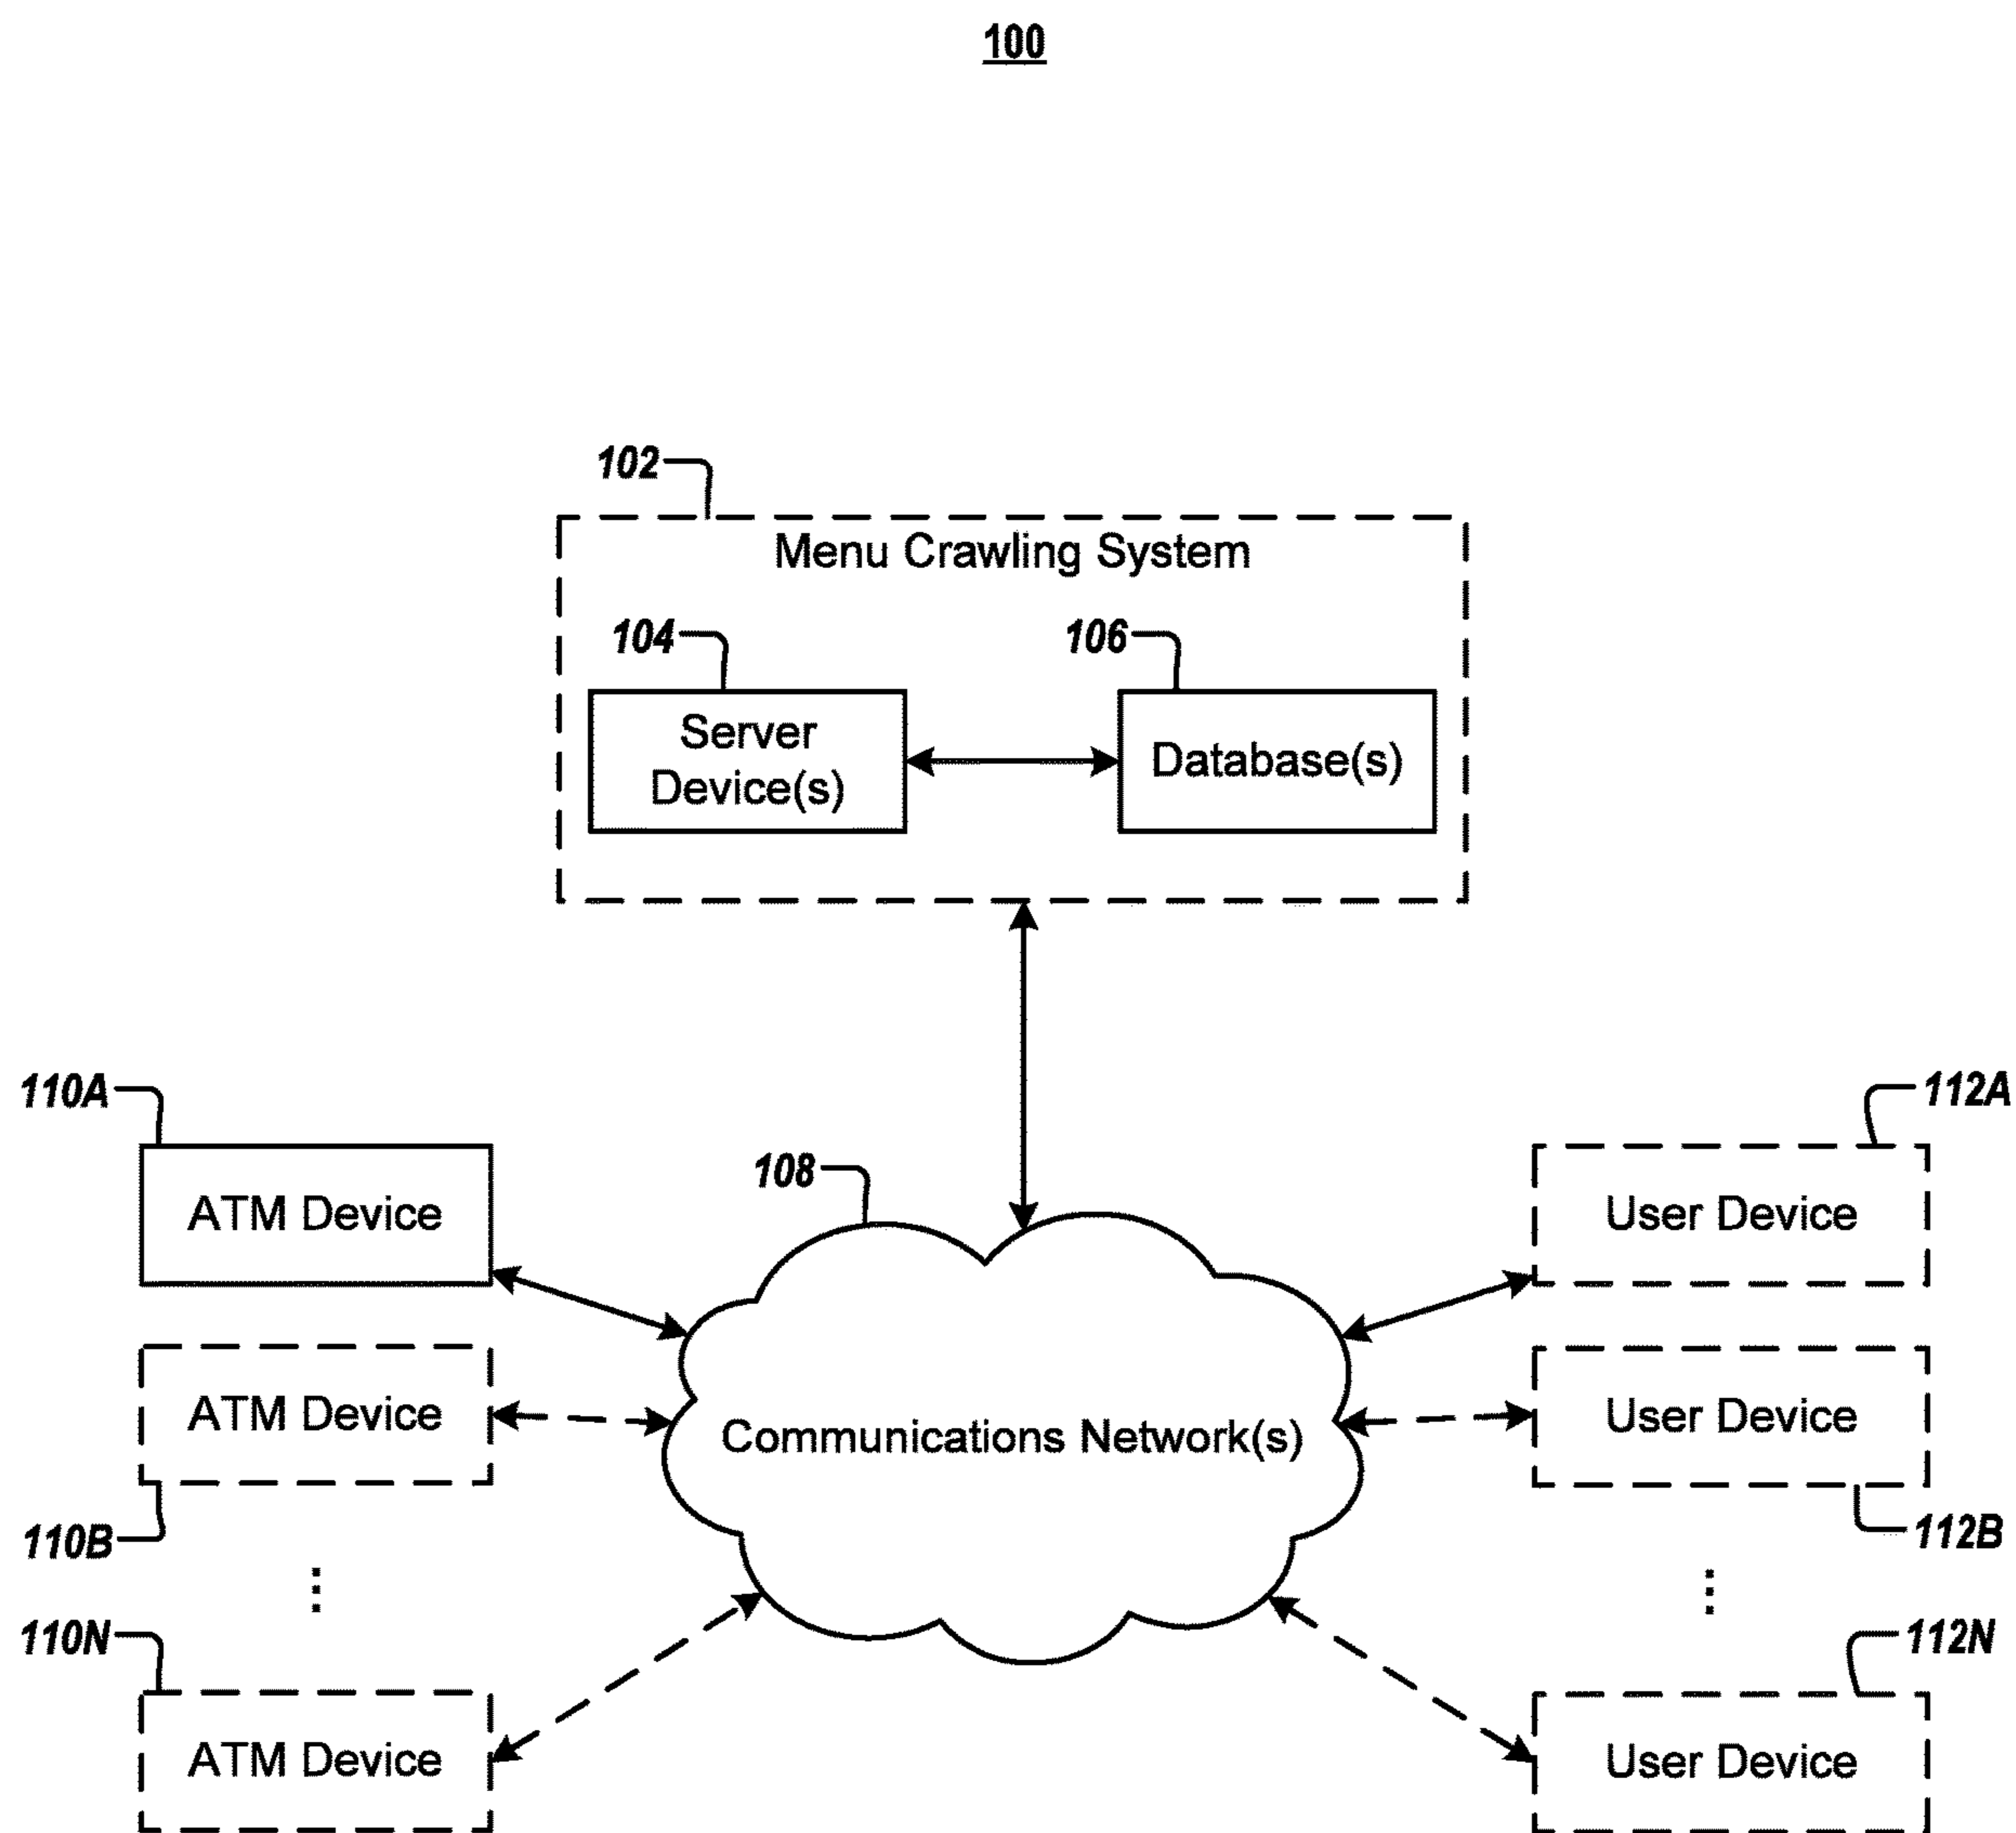 100
102
Menu Crawling System
104
106
Server
Device(s)
Database(s)
110A
112A
108
ATM Device
User Device
ATM Device
User Device
Communications Network(s)
110B
112B
⋮
⋮
110N
112N
ATM Device
User Device